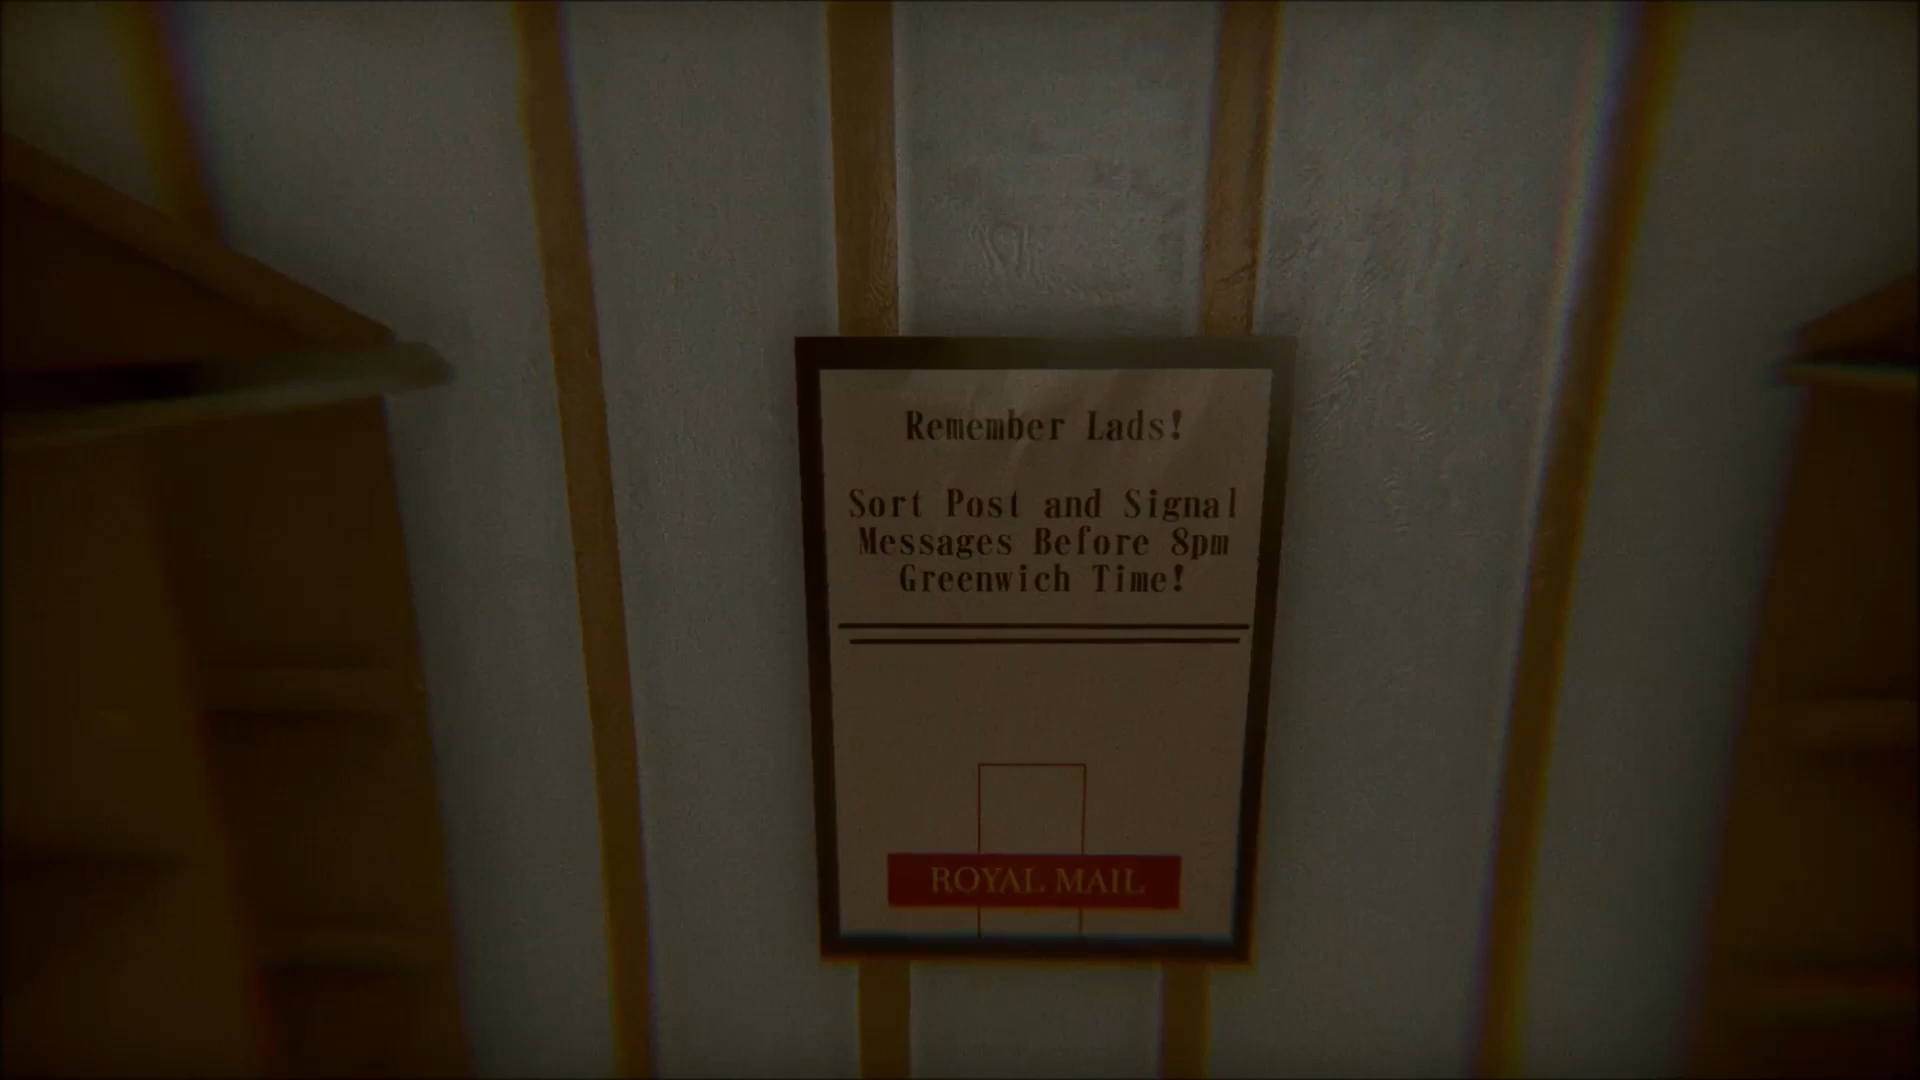 Remember Lads!
Sort Post and Signal
Messages Before 8pm
Greenwich Time!
ROYAL MAIL